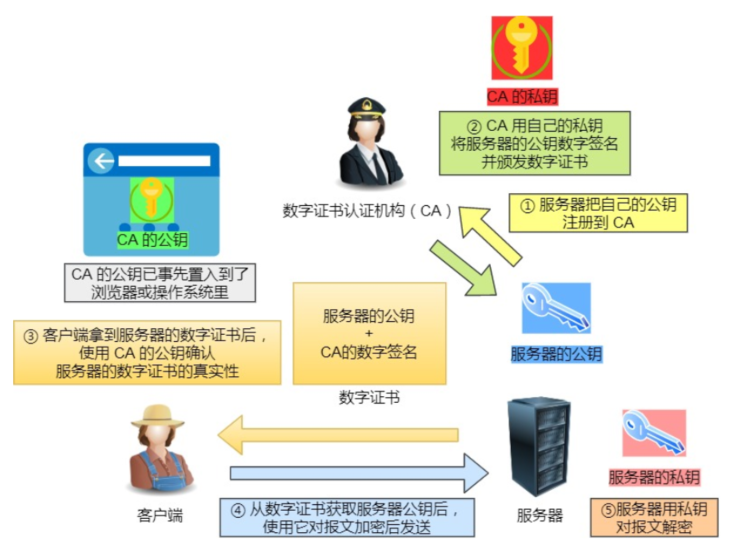 CA 的私钥
② CA 用自己的私钥
将服务器的公钥数字签名
并颁发数字证书
数字证书认证机构（CA）
① 服务器把自己的公钥
注册到 CA
CA 的公钥
CA 的公钥已事先置入到了
浏览器或操作系统里
服务器的公钥
+
CA的数字签名
数字证书
服务器的公钥
③ 客户端拿到服务器的数字证书后，
使用 CA 的公钥确认
服务器的数字证书的真实性
客户端
④ 从数字证书获取服务器公钥后，
使用它对报文加密后发送
服务器
服务器的私钥
⑤服务器用私钥
对报文解密